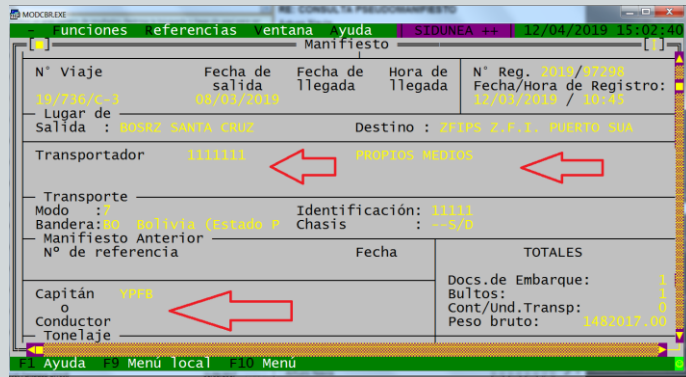 MODCBR.EXE
RE: CONSULTA PSEUDOMANIFIESTO
- Funciones Referencias Ventana Ayuda SIDUNEA ++ 12/04/2019 15:02:40
Manifiesto
N° Viaje Fecha de salida Fecha de llegada Hora de llegada N° Reg. 2019/97298
Fecha/Hora de Registro:
19/736/C-3 08/03/2019 12/03/2019 / 10:45
Lugar de
Salida : BOSRZ SANTA CRUZ Destino : ZFIPS Z.F.I. PUERTO SUA
Transportador 1111111 PROPIOS MEDIOS
Transporte
Modo :7 Identificación: 11111
Bandera:BO Bolivia (Estado P Chasis : --S/D
Manifiesto Anterior
N° de referencia Fecha TOTALES
Docs.de Embarque: 1
Capitán YPFB Bultos: 1
o Cont/Und.Transp: 0
Conductor Peso bruto: 1482017.00
Tonelaje
F1 Ayuda F9 Menú local F10 Menú